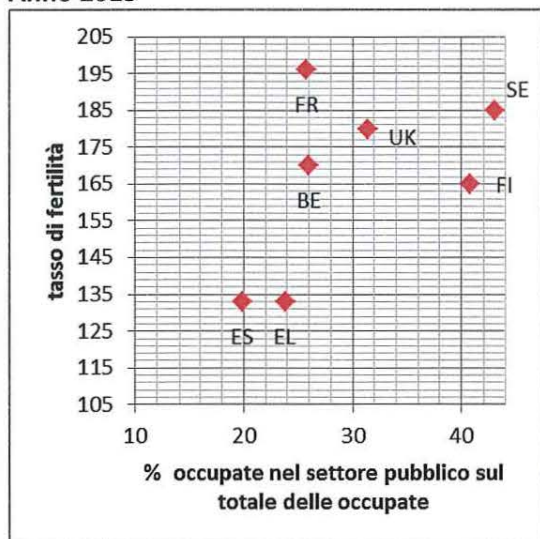 205
195
185
175
165
155
145
135
125
115
105
tasso di fertilità
FR
SE
UK
BE
FI
ES
EL
10
20
30
40
% occupate nel settore pubblico sul
totale delle occupate